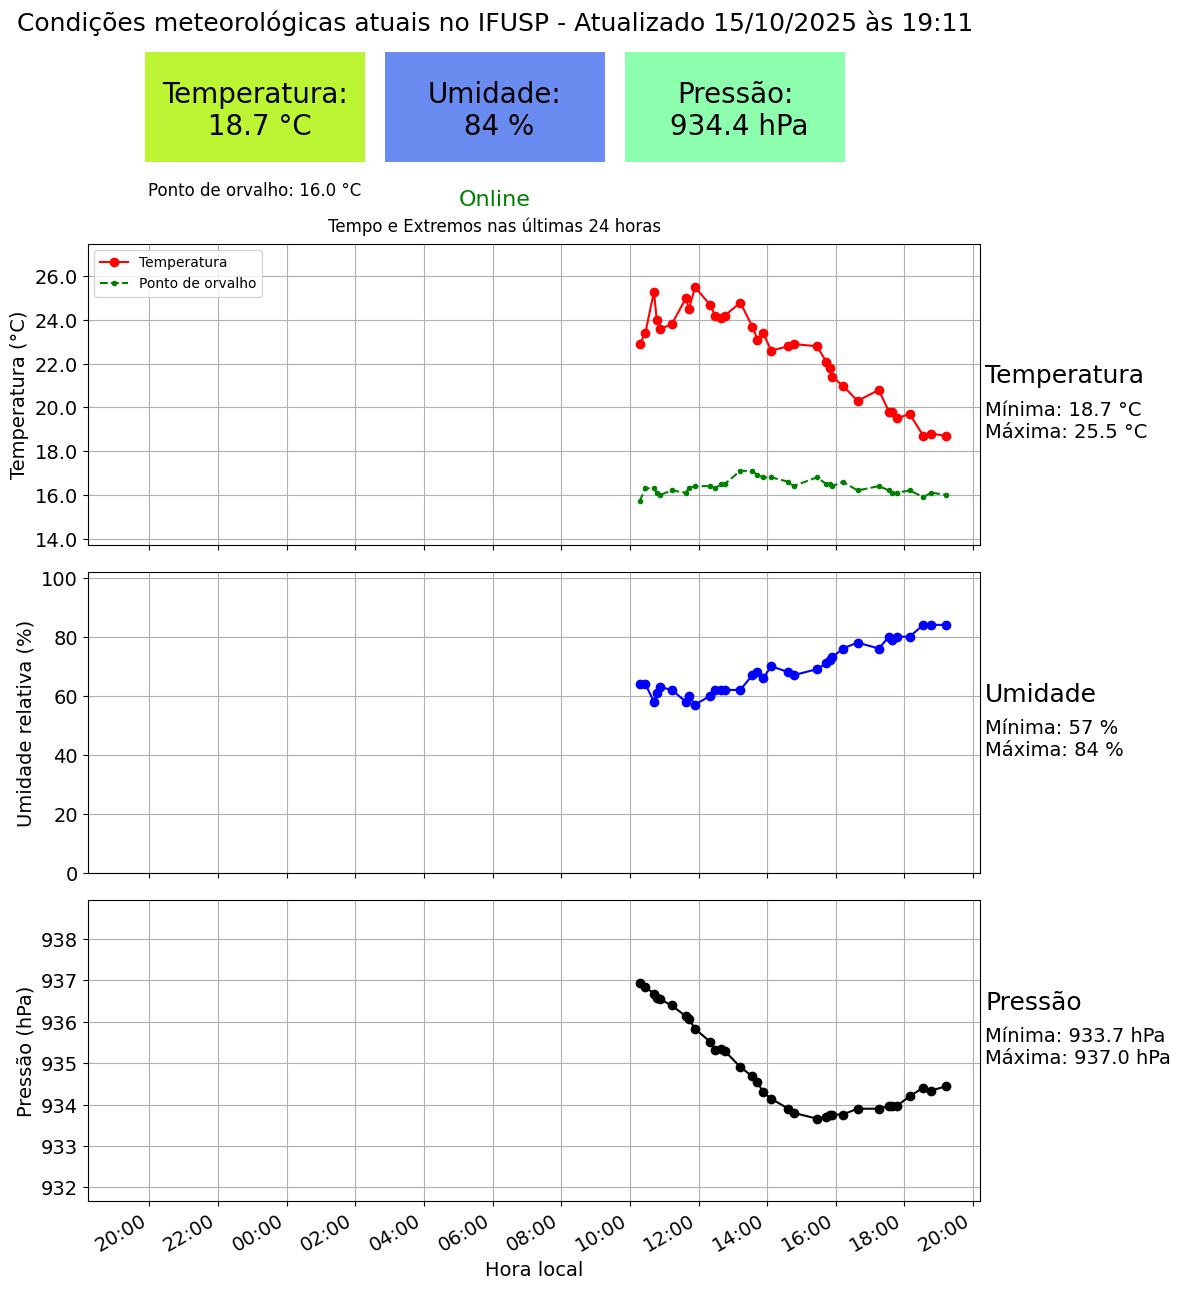 Condições meteorológicas atuais no IFUSP - Atualizado 15/10/2025 às 19:11
Temperatura:
18.7 °C
Umidade:
84 %
Pressão:
934.4 hPa
Ponto de orvalho: 16.0 °C
Online
Tempo e Extremos nas últimas 24 horas
Temperatura
Ponto de orvalho
Temperatura (°C)
26.0
24.0
22.0
20.0
18.0
16.0
14.0
Temperatura
Mínima: 18.7 °C
Máxima: 25.5 °C
Umidade relativa (%)
100
80
60
40
20
0
Umidade
Mínima: 57 %
Máxima: 84 %
Pressão (hPa)
938
937
936
935
934
933
932
Pressão
Mínima: 933.7 hPa
Máxima: 937.0 hPa
20:00 22:00 00:00 02:00 04:00 06:00 08:00 10:00 12:00 14:00 16:00 18:00 20:00
Hora local